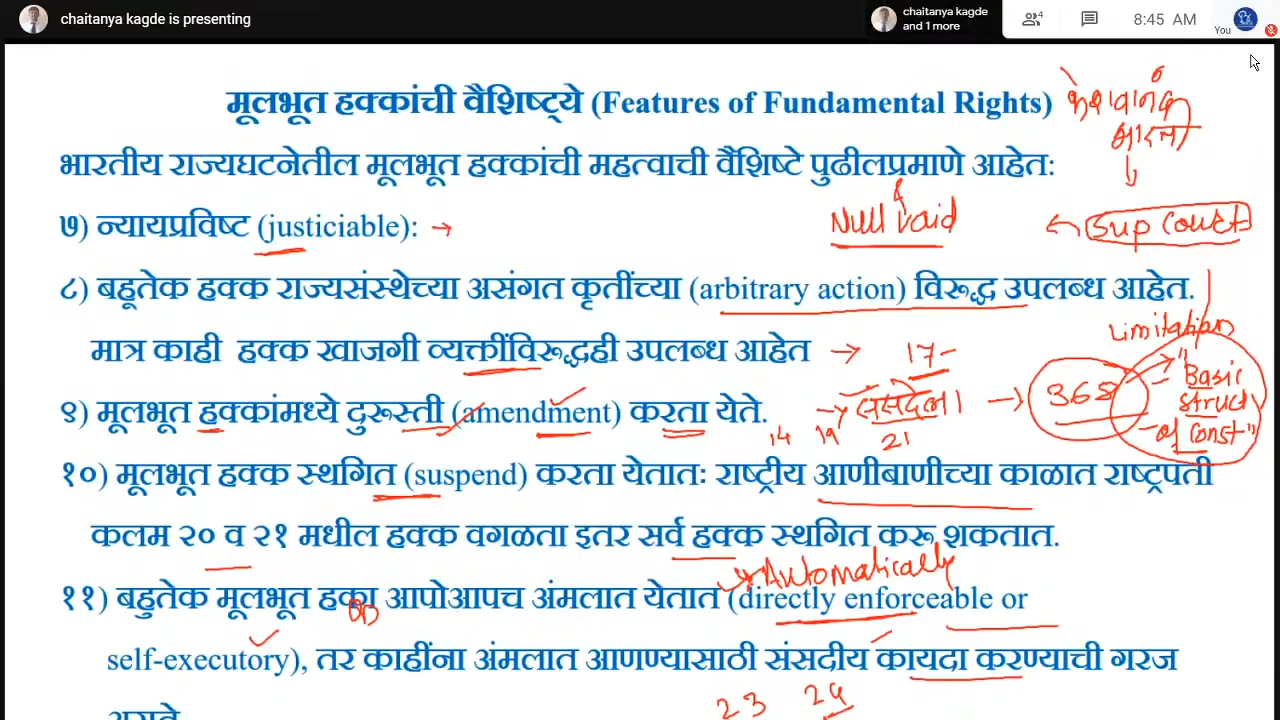 chaitanya kagde is presenting
chaitanya kagde
and 1 more
4
8:45 AM
You
मूलभूत हक्कांची वैशिष्ट्ये (Features of Fundamental Rights)
भारतीय राज्यघटनेतील मूलभूत हक्कांची महत्वाची वैशिष्टे पुढीलप्रमाणे आहेत:
७) न्यायप्रविष्ट (justiciable): →
Null Void
Sup Court
८) बहूतेक हक्क राज्यसंस्थेच्या असंगत कृतींच्या (arbitrary action) विरूद्ध उपलब्ध आहेत.
मात्र काही हक्क खाजगी व्यक्तींविरूद्धही उपलब्ध आहेत → 17
Limitation
९) मूलभूत हक्कांमध्ये दुरूस्ती (amendment) करता येते.
→ 368
"Basic
Struct
of Const"
14 19 21
१०) मूलभूत हक्क स्थगित (suspend) करता येतातः राष्ट्रीय आणीबाणीच्या काळात राष्ट्रपती
कलम २० व २१ मधील हक्क वगळता इतर सर्व हक्क स्थगित करू शकतात.
Automatically
११) बहुतेक मूलभूत हक्का आपोआपच अंमलात येतात (directly enforceable or
self-executory), तर काहींना अंमलात आणण्यासाठी संसदीय कायदा करण्याची गरज
23 24